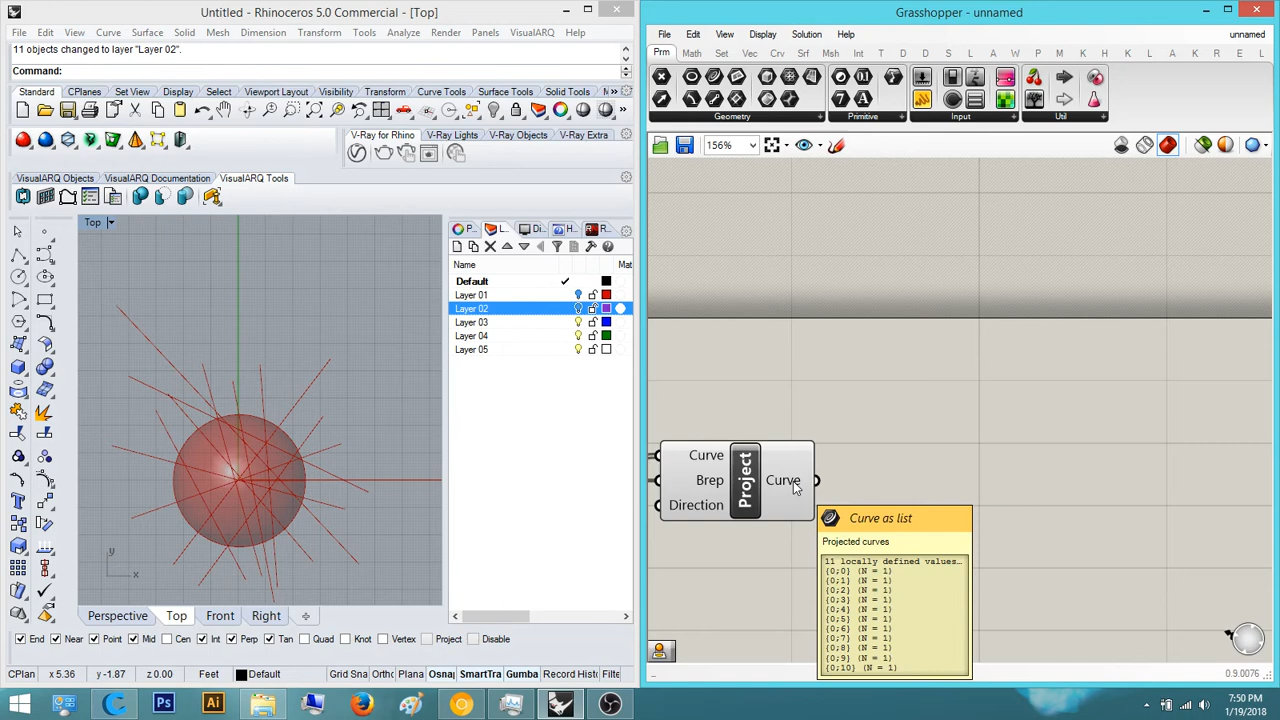 Untitled - Rhinoceros 5.0 Commercial - [Top]
File Edit View Curve Surface Solid Mesh Dimension Transform Tools Analyze Render Panels VisualARQ Help
11 objects changed to layer "Layer 02".
Command:
Standard CPlanes Set View Display Select Viewport Layout Visibility Transform Curve Tools Surface Tools Solid Tools
V-Ray for Rhino V-Ray Lights V-Ray Objects V-Ray Extra
VisualARQ Objects VisualARQ Documentation VisualARQ Tools
Top
P... L... Di... H... R...
Name Mat
Default
Layer 01
Layer 02
Layer 03
Layer 04
Layer 05
y
x
Perspective Top Front Right
End Near Point Mid Cen Int Perp Tan Quad Knot Vertex Project Disable
CPlan x 5.36 y -1.87 z 0.00 Feet Default Grid Sna Ortho Plana Osna SmartTra Gumba Record Histor Filte
Grasshopper - unnamed
File Edit View Display Solution Help unnamed
Prm Math Set Vec Crv Srf Msh Int T D D S L A W P M K U L A R E L
Geometry Primitive Input Util
156%
Curve
Brep
Direction
Project
Curve
Curve as list
Projected curves
11 locally defined values…
{0;0} (N = 1)
{0;1} (N = 1)
{0;2} (N = 1)
{0;3} (N = 1)
{0;4} (N = 1)
{0;5} (N = 1)
{0;6} (N = 1)
{0;7} (N = 1)
{0;8} (N = 1)
{0;9} (N = 1)
{0;10} (N = 1)
0.9.0076
7:50 PM
1/19/2018